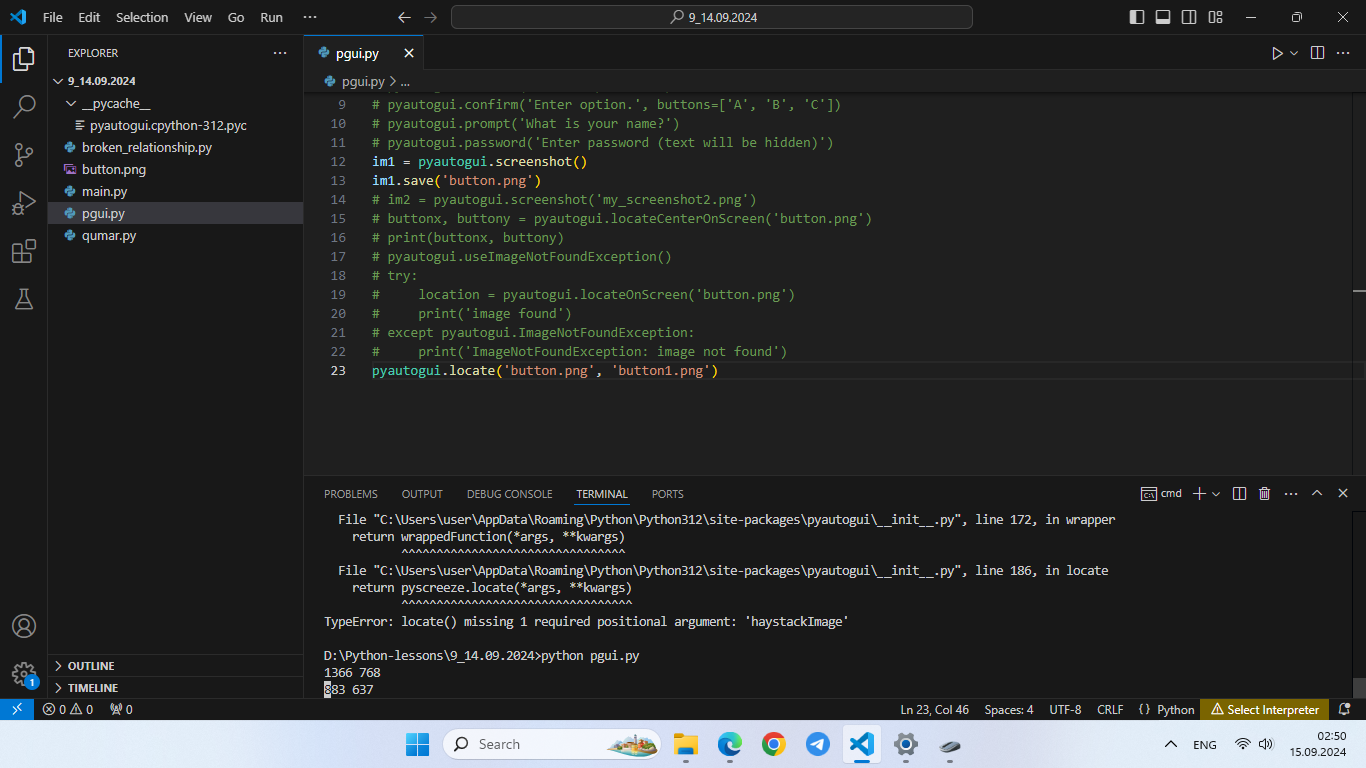 File Edit Selection View Go Run ···
9_14.09.2024
EXPLORER
9_14.09.2024
__pycache__
pyautogui.cpython-312.pyc
broken_relationship.py
button.png
main.py
pgui.py
qumar.py
OUTLINE
TIMELINE
pgui.py
pgui.py > ...
9 # pyautogui.confirm('Enter option.', buttons=['A', 'B', 'C'])
10 # pyautogui.prompt('What is your name?')
11 # pyautogui.password('Enter password (text will be hidden)')
12 im1 = pyautogui.screenshot()
13 im1.save('button.png')
14 # im2 = pyautogui.screenshot('my_screenshot2.png')
15 # buttonx, buttony = pyautogui.locateCenterOnScreen('button.png')
16 # print(buttonx, buttony)
17 # pyautogui.useImageNotFoundException()
18 # try:
19 #     location = pyautogui.locateOnScreen('button.png')
20 #     print('image found')
21 # except pyautogui.ImageNotFoundException:
22 #     print('ImageNotFoundException: image not found')
23 pyautogui.locate('button.png', 'button1.png')
PROBLEMS OUTPUT DEBUG CONSOLE TERMINAL PORTS
cmd
File "C:\Users\user\AppData\Roaming\Python\Python312\site-packages\pyautogui\__init__.py", line 172, in wrapper
return wrappedFunction(*args, **kwargs)
^^^^^^^^^^^^^^^^^^^^^^^^^^^^^^^^
File "C:\Users\user\AppData\Roaming\Python\Python312\site-packages\pyautogui\__init__.py", line 186, in locate
return pyscreeze.locate(*args, **kwargs)
^^^^^^^^^^^^^^^^^^^^^^^^^^^^^^^^^
TypeError: locate() missing 1 required positional argument: 'haystackImage'
D:\Python-lessons\9_14.09.2024>python pgui.py
1366 768
883 637
1
0 0 0
Ln 23, Col 46 Spaces: 4 UTF-8 CRLF {} Python Select Interpreter
Search
ENG
02:50
15.09.2024